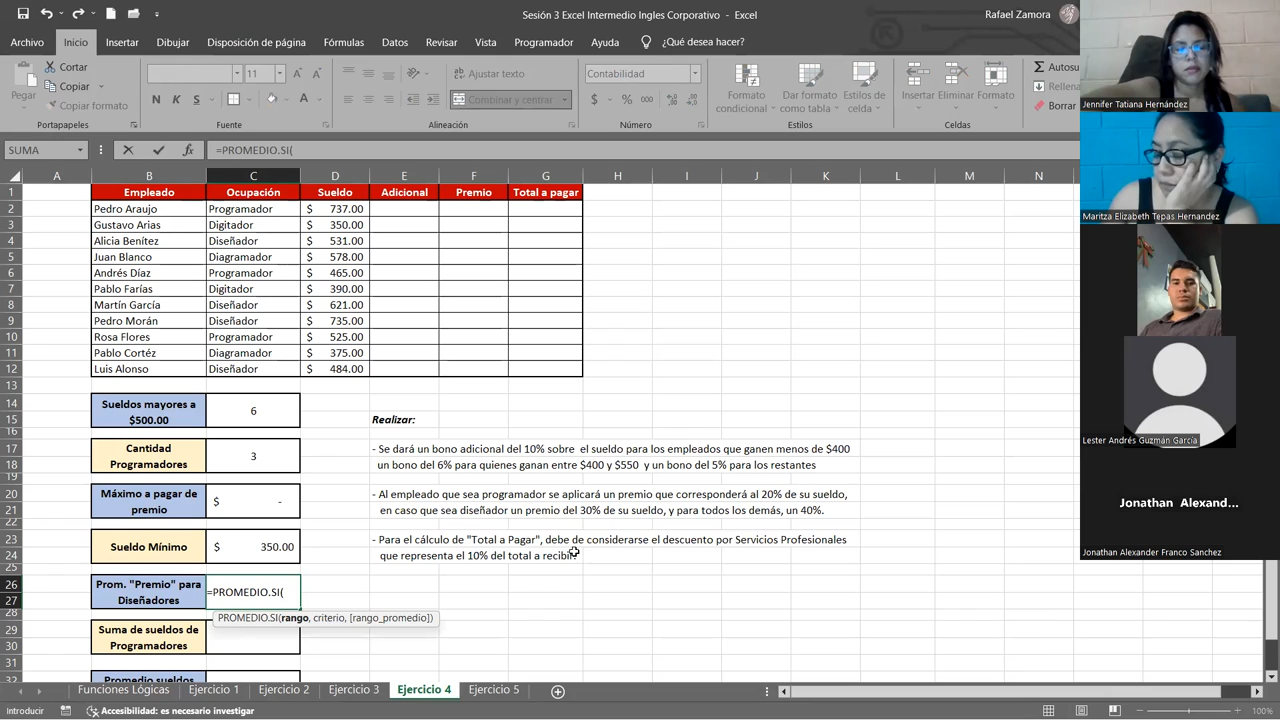 Sesión 3 Excel Intermedio Ingles Corporativo - Excel
Rafael Zamora
Archivo Inicio Insertar Dibujar Disposición de página Fórmulas Datos Revisar Vista Programador Ayuda ¿Qué desea hacer?
Pegar
Cortar
Copiar
Copiar formato
Portapapeles
11
N K S
Fuente
Ajustar texto
Combinar y centrar
Alineación
Contabilidad
$ % 000
Número
Formato condicional
Dar formato como tabla
Estilos de celda
Estilos
Insertar Eliminar Formato
Celdas
Autosu
Rellena
Borrar
SUMA
=PROMEDIO.SI(
A B C D E F G H I J K L M N
1 Empleado Ocupación Sueldo Adicional Premio Total a pagar
2 Pedro Araujo Programador $ 737.00
3 Gustavo Arias Digitador $ 350.00
4 Alicia Benítez Diseñador $ 531.00
5 Juan Blanco Diagramador $ 578.00
6 Andrés Díaz Programador $ 465.00
7 Pablo Farías Digitador $ 390.00
8 Martín García Diseñador $ 621.00
9 Pedro Morán Diseñador $ 735.00
10 Rosa Flores Programador $ 525.00
11 Pablo Cortéz Diagramador $ 375.00
12 Luis Alonso Diseñador $ 484.00
13
14 Sueldos mayores a
15 $500.00
6
Realizar:
16
17 Cantidad
18 Programadores
3
- Se dará un bono adicional del 10% sobre el sueldo para los empleados que ganen menos de $400
un bono del 6% para quienes ganan entre $400 y $550 y un bono del 5% para los restantes
19
20 Máximo a pagar de
21 premio
$ -
- Al empleado que sea programador se aplicará un premio que corresponderá al 20% de su sueldo,
en caso que sea diseñador un premio del 30% de su sueldo, y para todos los demás, un 40%.
22
23
24
Sueldo Mínimo
$ 350.00
- Para el cálculo de "Total a Pagar", debe de considerarse el descuento por Servicios Profesionales
que representa el 10% del total a recibir.
25
26 Prom. "Premio" para
27 Diseñadores
=PROMEDIO.SI(
PROMEDIO.SI(rango, criterio, [rango_promedio])
28
29 Suma de sueldos de
30 Programadores
31
32 Promedio sueldos
Funciones Lógicas Ejercicio 1 Ejercicio 2 Ejercicio 3 Ejercicio 4 Ejercicio 5
Introducir
Accesibilidad: es necesario investigar
100%
Jennifer Tatiana Hernández
Maritza Elizabeth Tepas Hernandez
Lester Andrés Guzmán García
Jonathan Alexand...
Jonathan Alexander Franco Sanchez